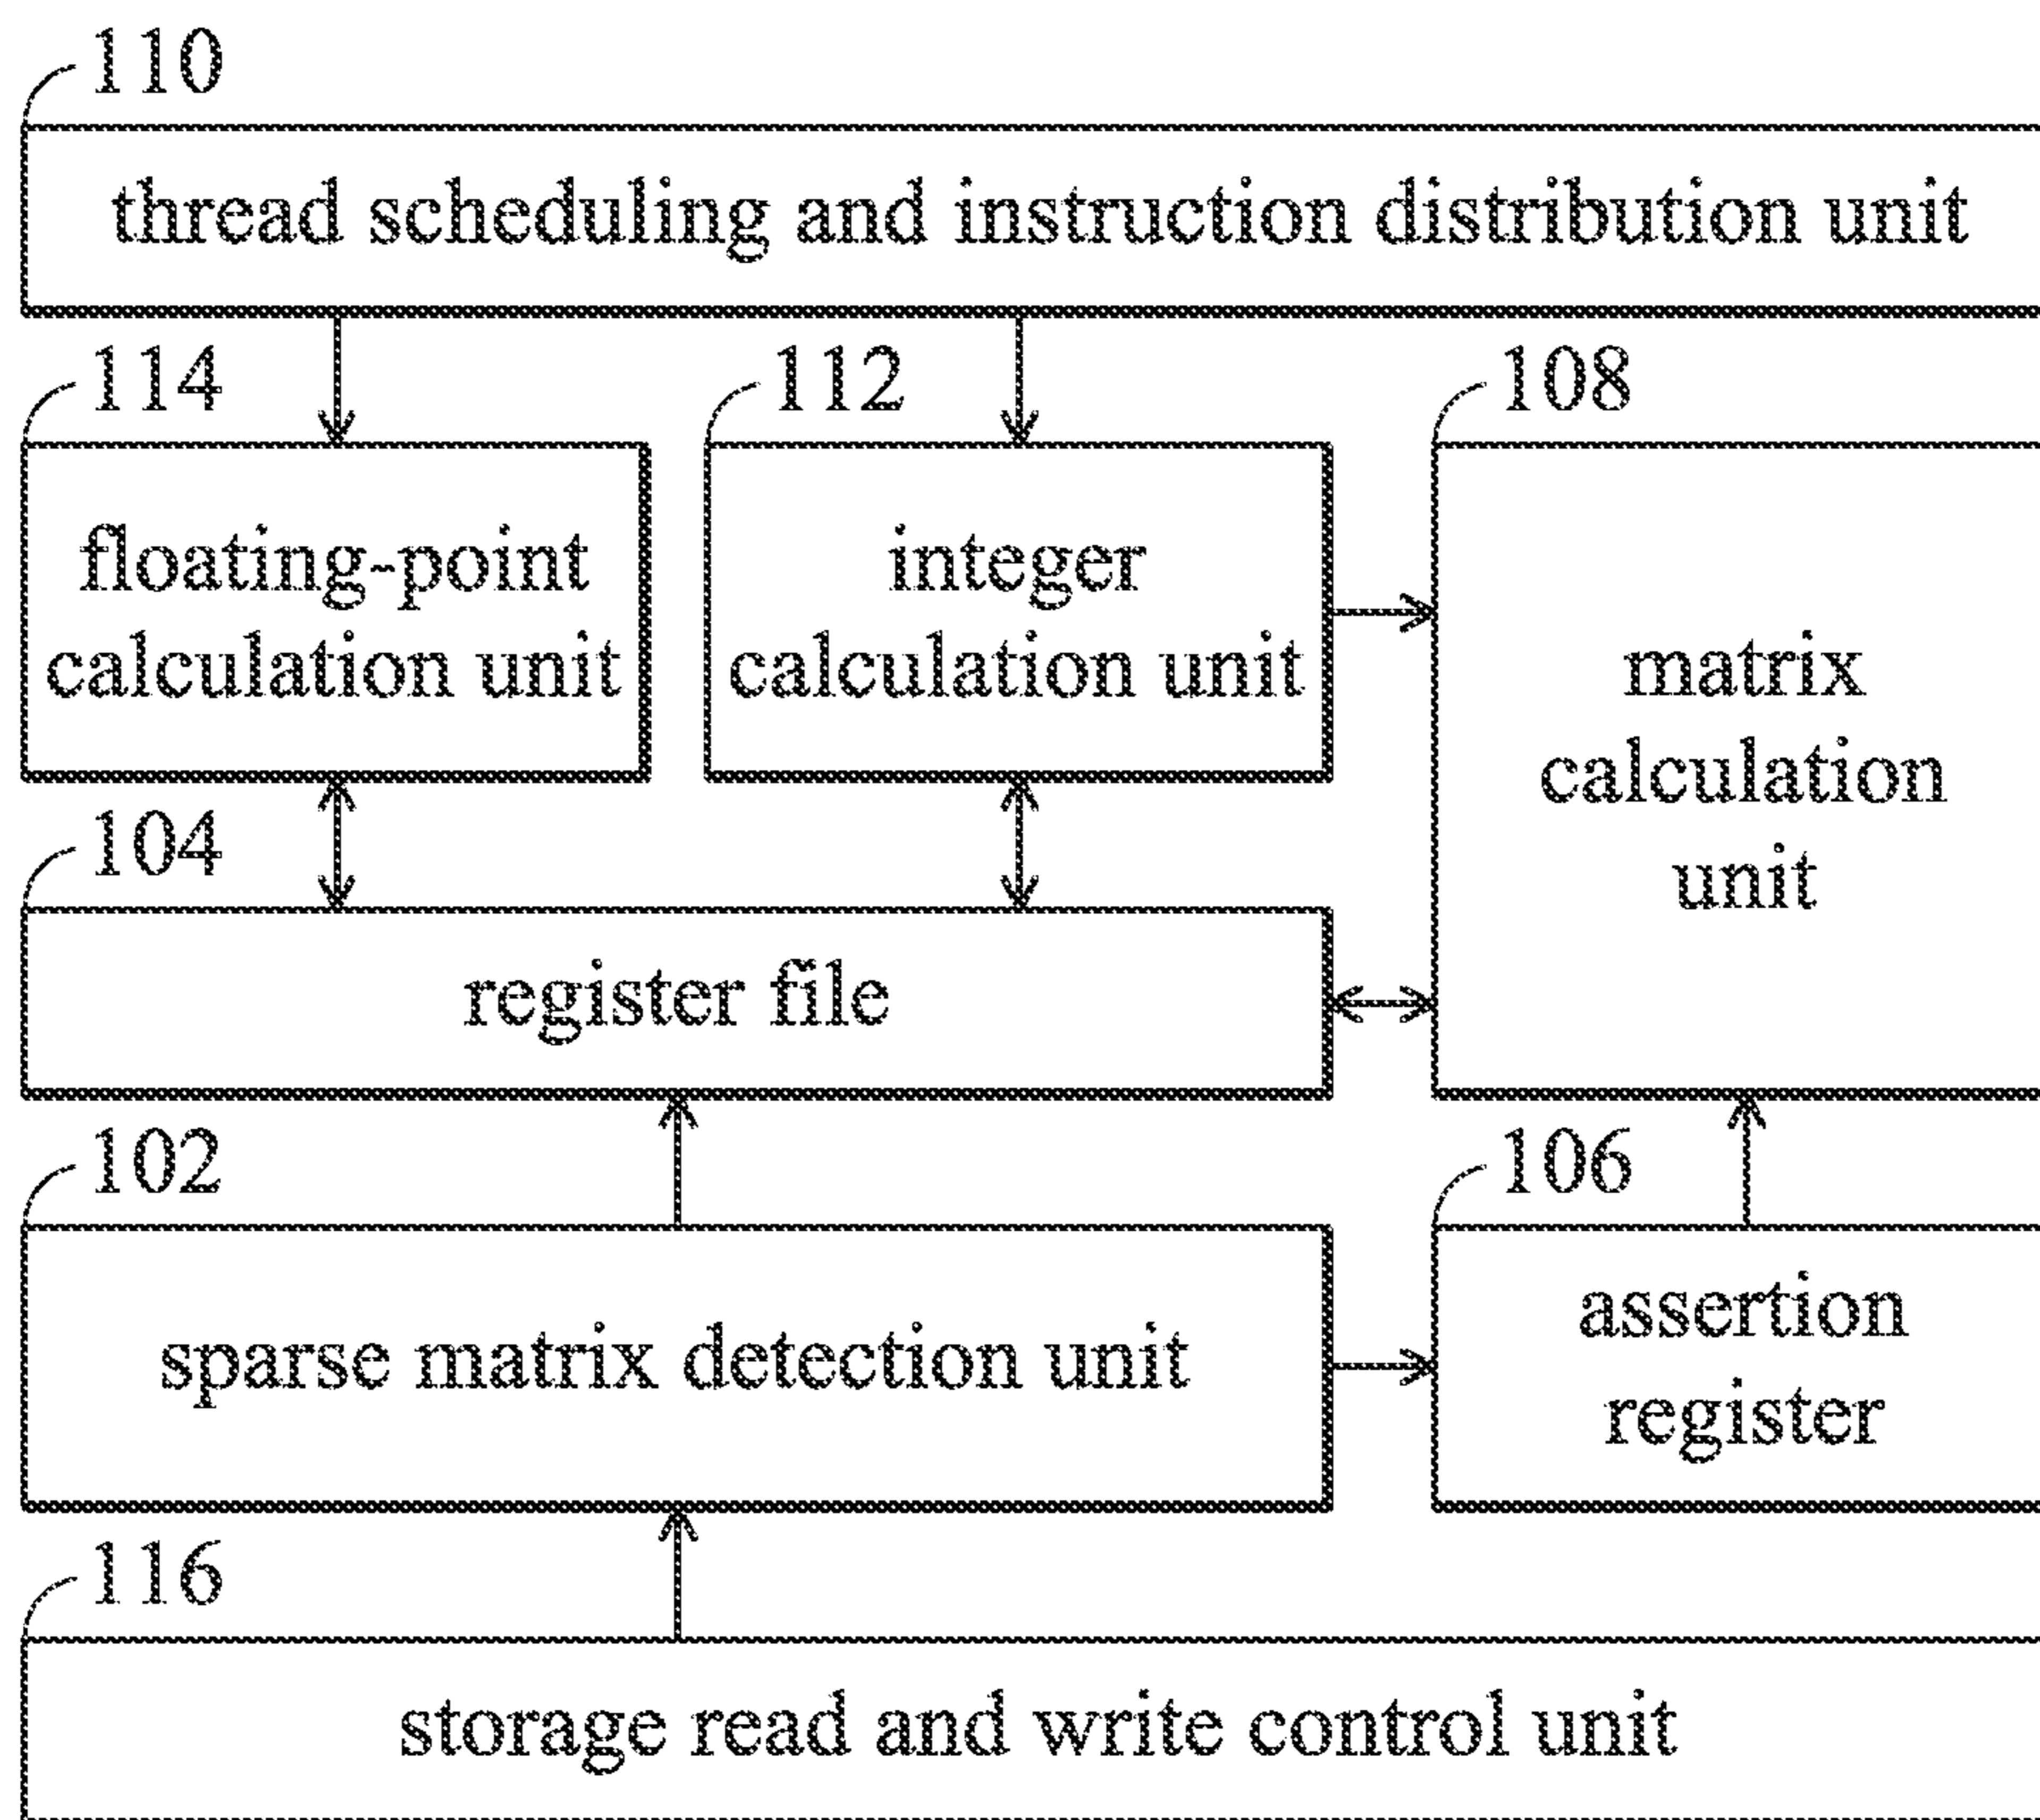 110
thread scheduling and instruction distribution unit
114
112
108
floating-point
calculation unit
integer
calculation unit
matrix
calculation
unit
104
register file
102
106
sparse matrix detection unit
assertion
register
116
storage read and write control unit